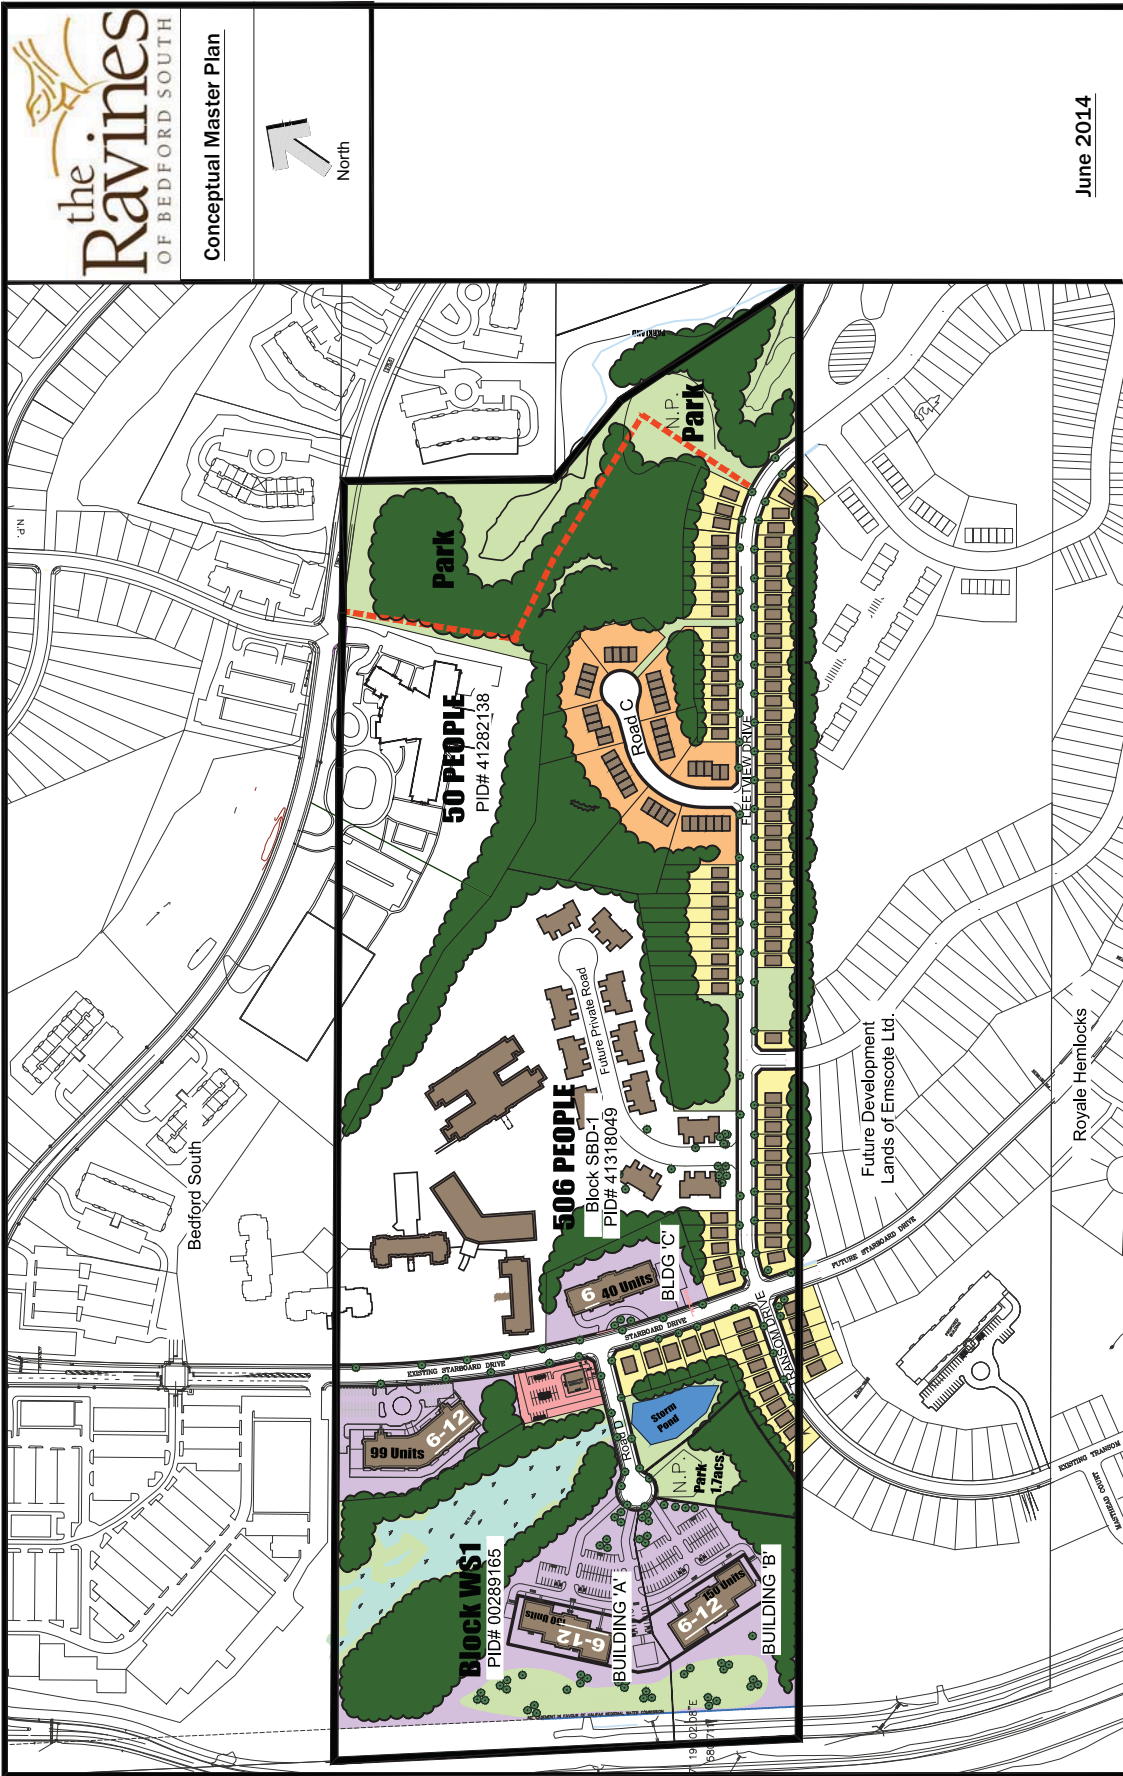 the
Ravines
OF BEDFORD SOUTH
Conceptual Master Plan
North
June 2014
N.P.
PARKLAND
N.P.
Park
Park
50 PEOPLE
PID# 41282138
Road C
FLEETVIEW DRIVE
Future Private Road
506 PEOPLE
Block SBD-1
PID# 41318049
Bedford South
Future Development
Lands of Emscote Ltd.
Royale Hemlocks
6
40 Units
BLDG 'C'
STARBOARD DRIVE
EXISTING STARBOARD DRIVE
FUTURE STARBOARD DRIVE
TRANSOM DRIVE
EXISTING TRANSOM
MASTHEAD COURT
99 Units
6-12
Storm
Pond
Road D
N.P.
Park
1.7acs.
Block WS1
PID# 00289165
150 Units
6-12
BUILDING 'A'
150 Units
6-12
BUILDING 'B'